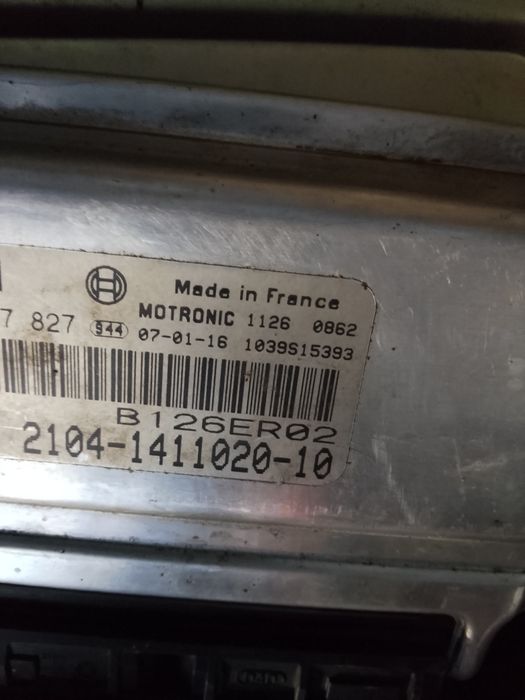 Made in France
MOTRONIC 1126 0862
7 827 944 07-01-16 1039S15393
B126ER02
2104-1411020-10